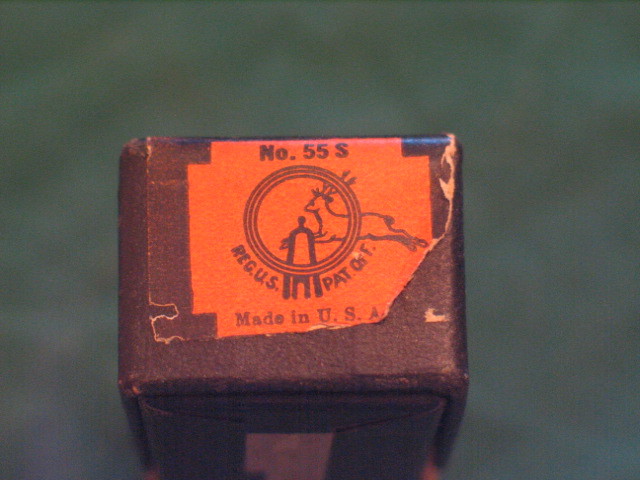 No. 55 S
REG. U.S. PAT. OFF.
Made in U. S. A